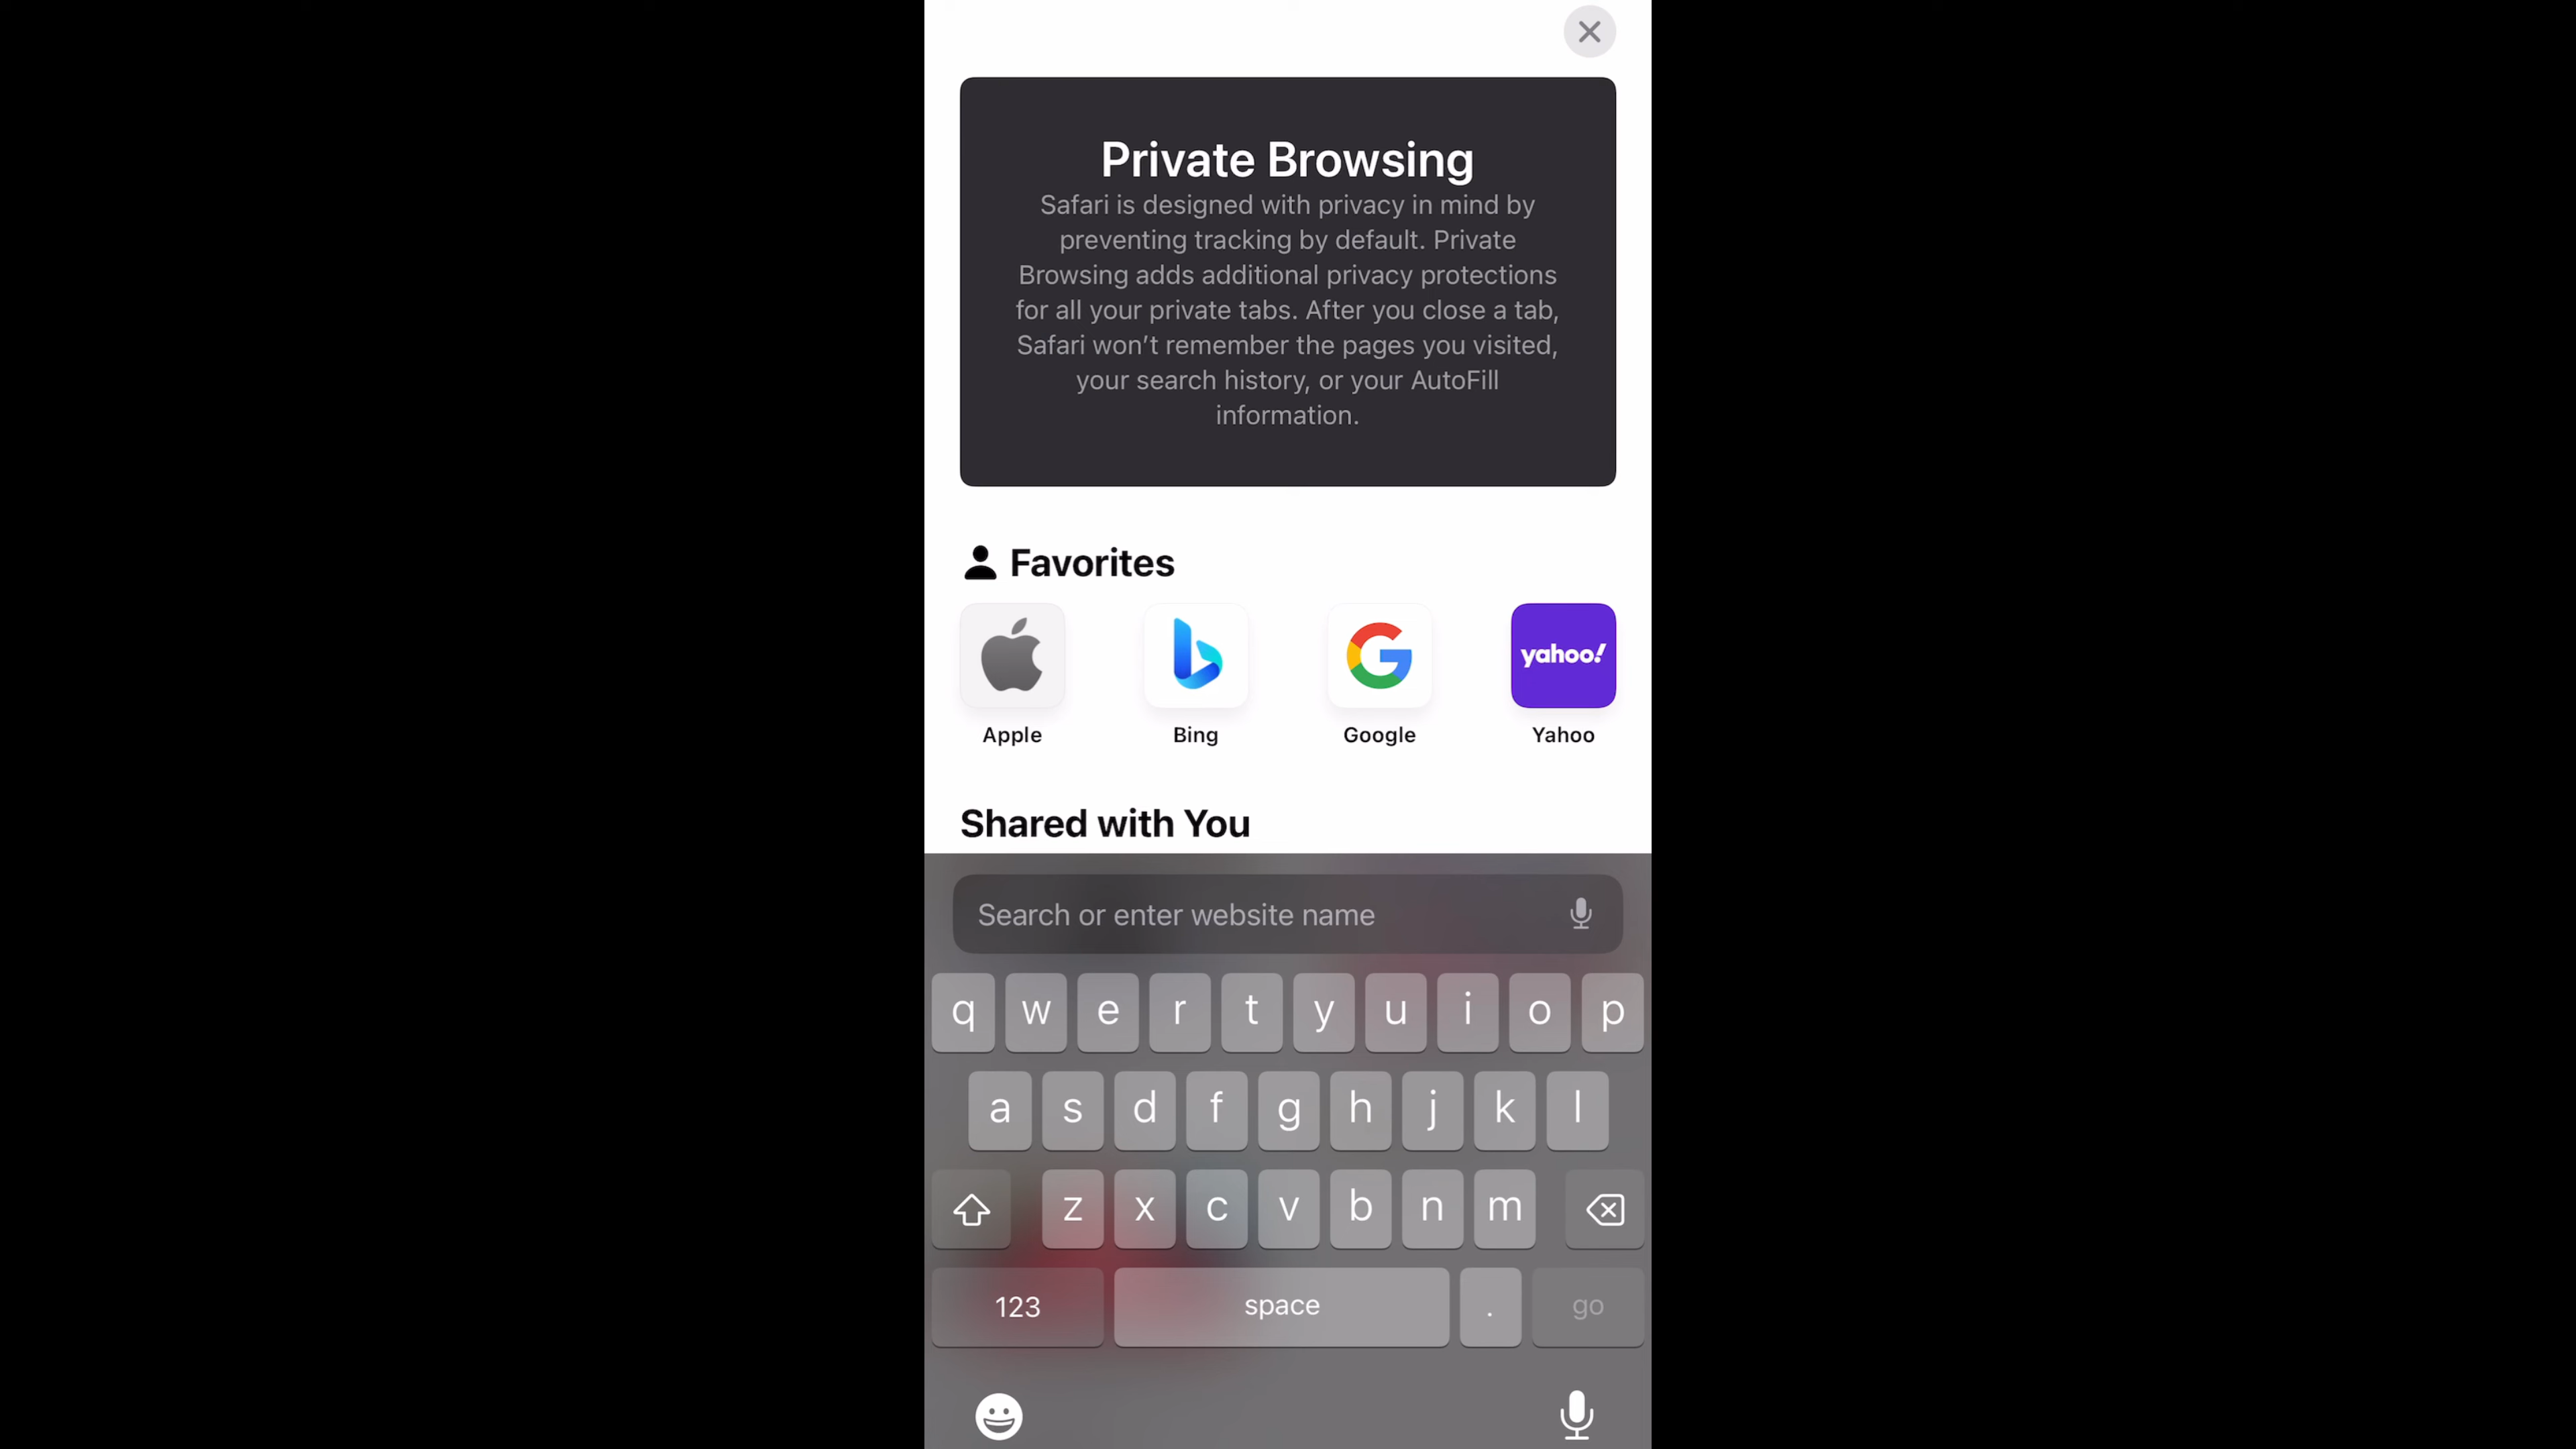 Private Browsing
Safari is designed with privacy in mind by
preventing tracking by default. Private
Browsing adds additional privacy protections
for all your private tabs. After you close a tab,
Safari won’t remember the pages you visited,
your search history, or your AutoFill
information.
Favorites
yahoo!
Apple Bing Google Yahoo
Shared with You
Search or enter website name
q w e r t y u i o p
a s d f g h j k l
z x c v b n m
123 space . go